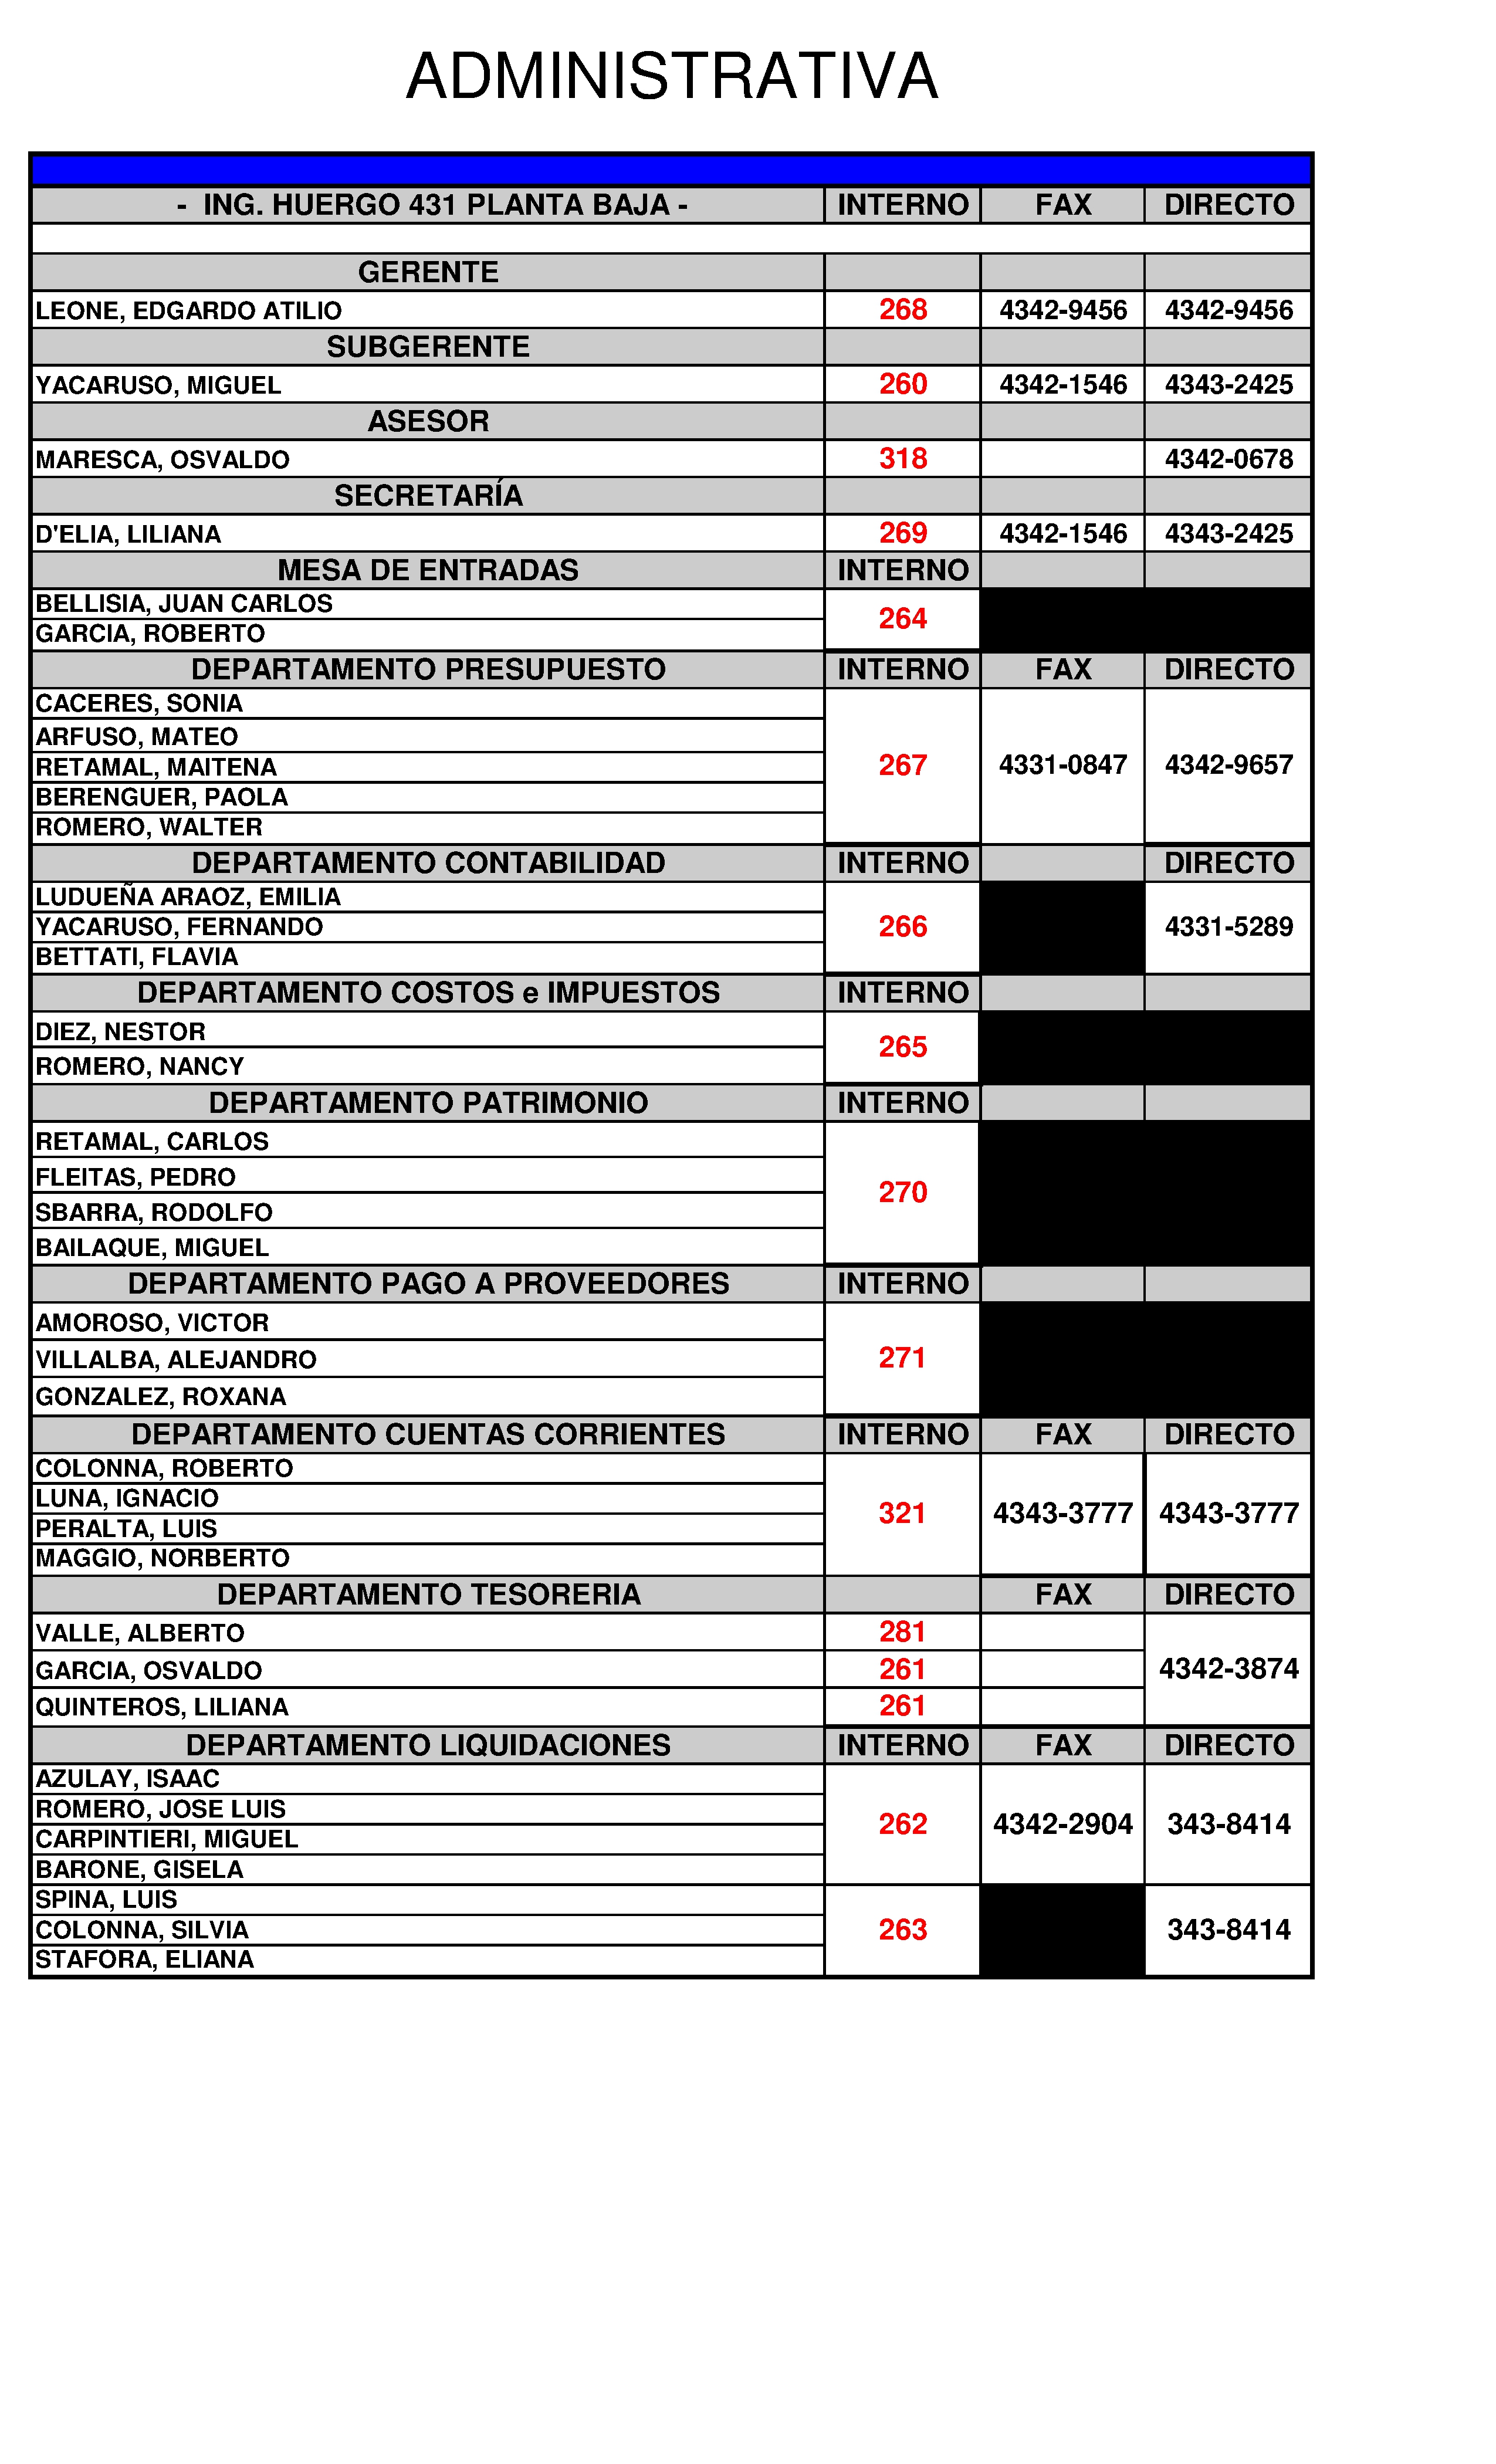 ADMINISTRATIVA
- ING. HUERGO 431 PLANTA BAJA - INTERNO FAX DIRECTO
GERENTE
LEONE, EDGARDO ATILIO 268 4342-9456 4342-9456
SUBGERENTE
YACARUSO, MIGUEL 260 4342-1546 4343-2425
ASESOR
MARESCA, OSVALDO 318 4342-0678
SECRETARÍA
D'ELIA, LILIANA 269 4342-1546 4343-2425
MESA DE ENTRADAS INTERNO
BELLISIA, JUAN CARLOS
264
GARCIA, ROBERTO
DEPARTAMENTO PRESUPUESTO INTERNO FAX DIRECTO
CACERES, SONIA
ARFUSO, MATEO
RETAMAL, MAITENA 267 4331-0847 4342-9657
BERENGUER, PAOLA
ROMERO, WALTER
DEPARTAMENTO CONTABILIDAD INTERNO DIRECTO
LUDUEÑA ARAOZ, EMILIA
YACARUSO, FERNANDO 266 4331-5289
BETTATI, FLAVIA
DEPARTAMENTO COSTOS e IMPUESTOS INTERNO
DIEZ, NESTOR
265
ROMERO, NANCY
DEPARTAMENTO PATRIMONIO INTERNO
RETAMAL, CARLOS
FLEITAS, PEDRO
270
SBARRA, RODOLFO
BAILAQUE, MIGUEL
DEPARTAMENTO PAGO A PROVEEDORES INTERNO
AMOROSO, VICTOR
VILLALBA, ALEJANDRO 271
GONZALEZ, ROXANA
DEPARTAMENTO CUENTAS CORRIENTES INTERNO FAX DIRECTO
COLONNA, ROBERTO
LUNA, IGNACIO
321 4343-3777 4343-3777
PERALTA, LUIS
MAGGIO, NORBERTO
DEPARTAMENTO TESORERIA FAX DIRECTO
VALLE, ALBERTO 281
GARCIA, OSVALDO 261 4342-3874
QUINTEROS, LILIANA 261
DEPARTAMENTO LIQUIDACIONES INTERNO FAX DIRECTO
AZULAY, ISAAC
ROMERO, JOSE LUIS
262 4342-2904 343-8414
CARPINTIERI, MIGUEL
BARONE, GISELA
SPINA, LUIS
COLONNA, SILVIA 263 343-8414
STAFORA, ELIANA